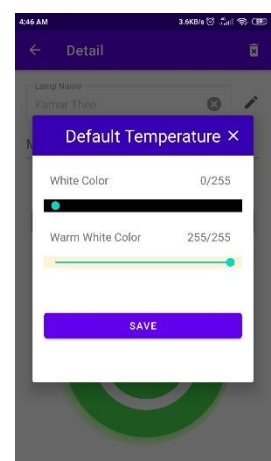 4:46 AM 3.6KB/s
Detail
Lamp Name
Kamar Theo
Default Temperature ×
White Color 0/255
Warm White Color 255/255
SAVE